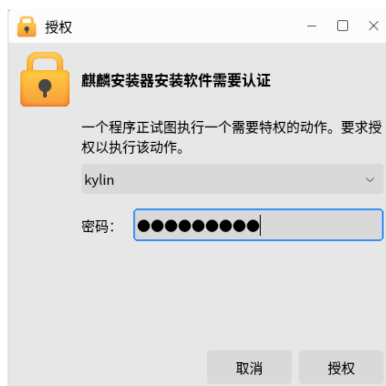 授权
麒麟安装器安装软件需要认证
一个程序正试图执行一个需要特权的动作。要求授
权以执行该动作。
kylin
密码： ●●●●●●●●●
取消 授权